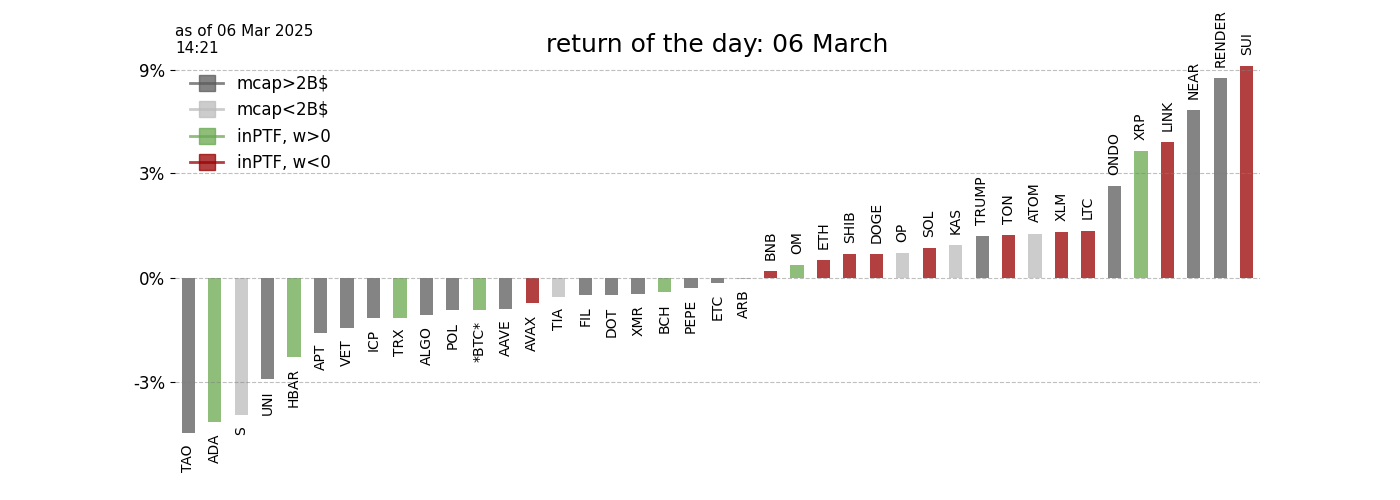 as of 06 Mar 2025
14:21
return of the day: 06 March
9%
3%
0%
-3%
mcap>2B$
mcap<2B$
inPTF, w>0
inPTF, w<0
TAO
ADA
S
UNI
HBAR
APT
VET
ICP
TRX
ALGO
POL
*BTC*
AAVE
AVAX
TIA
FIL
DOT
XMR
BCH
PEPE
ETC
ARB
BNB
OM
ETH
SHIB
DOGE
OP
SOL
KAS
TRUMP
TON
ATOM
XLM
LTC
ONDO
XRP
LINK
NEAR
RENDER
SUI